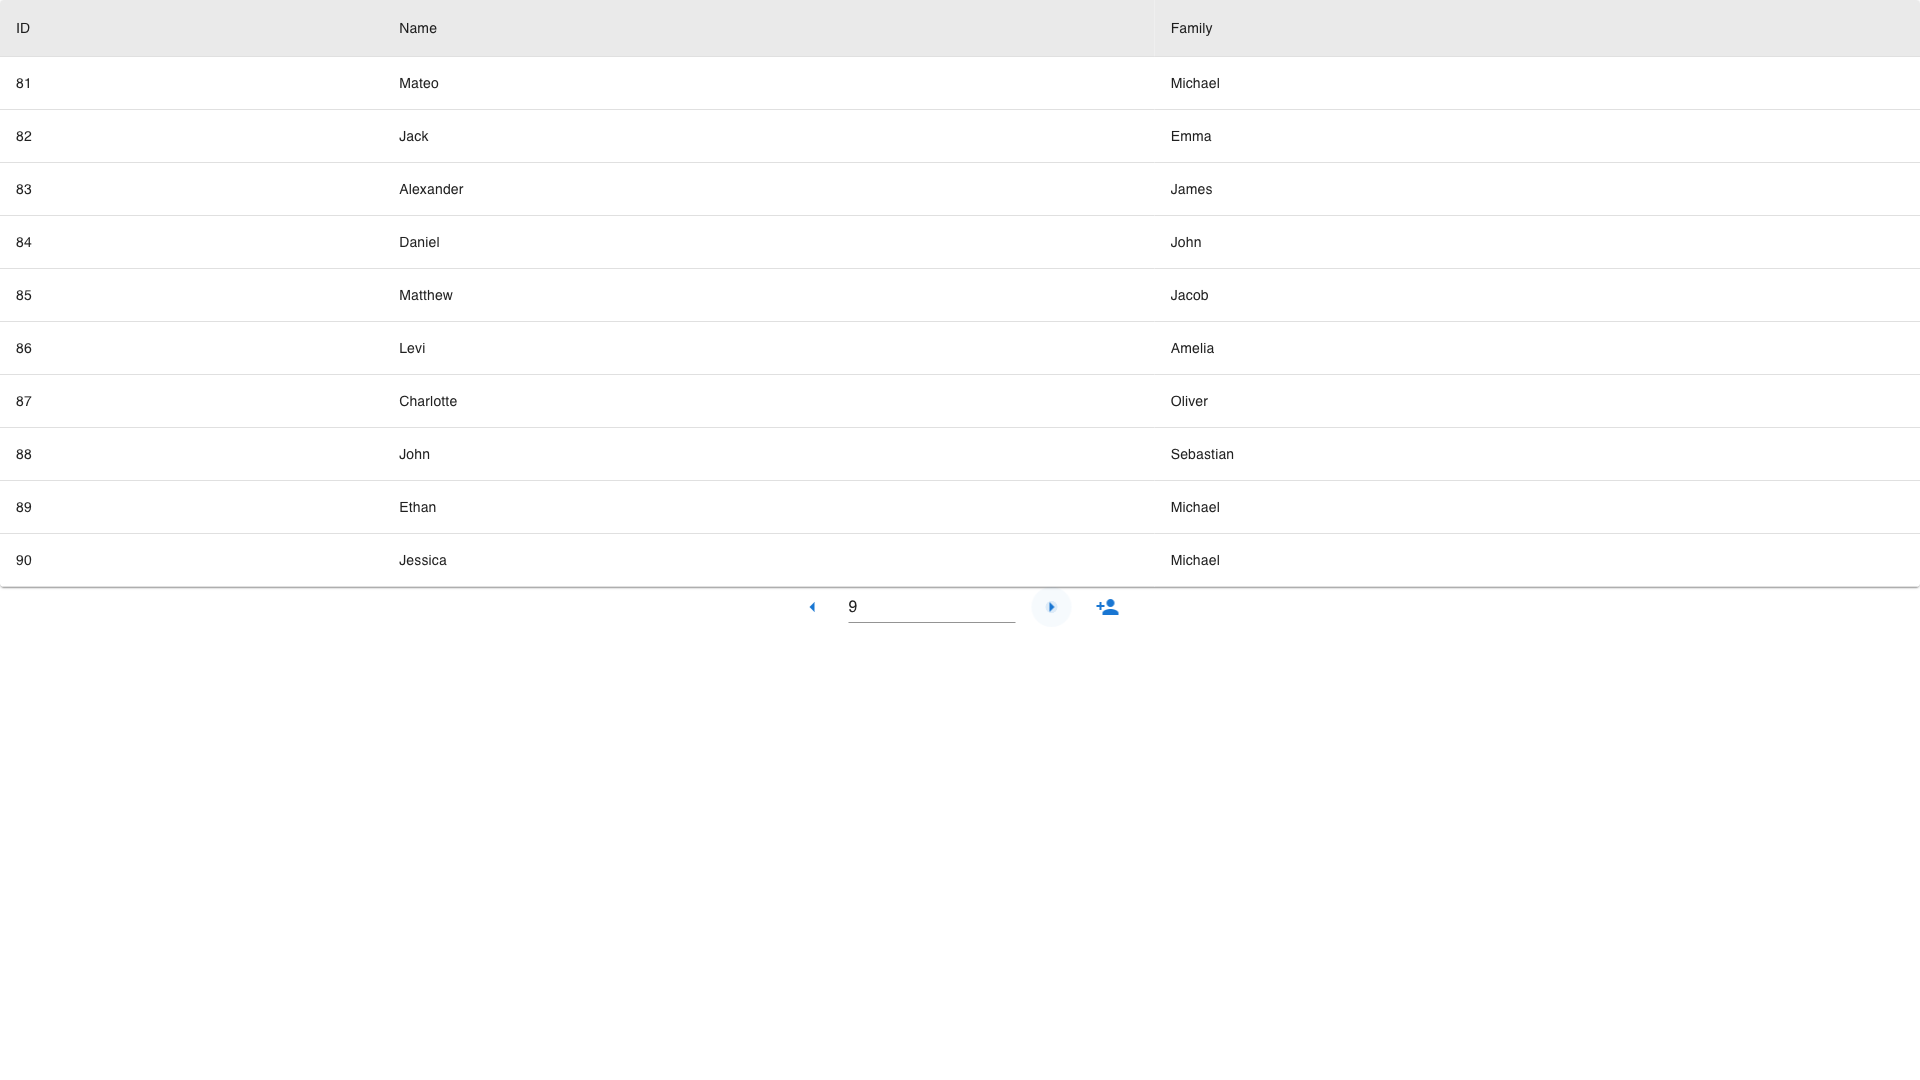 ID Name Family
81 Mateo Michael
82 Jack Emma
83 Alexander James
84 Daniel John
85 Matthew Jacob
86 Levi Amelia
87 Charlotte Oliver
88 John Sebastian
89 Ethan Michael
90 Jessica Michael
9